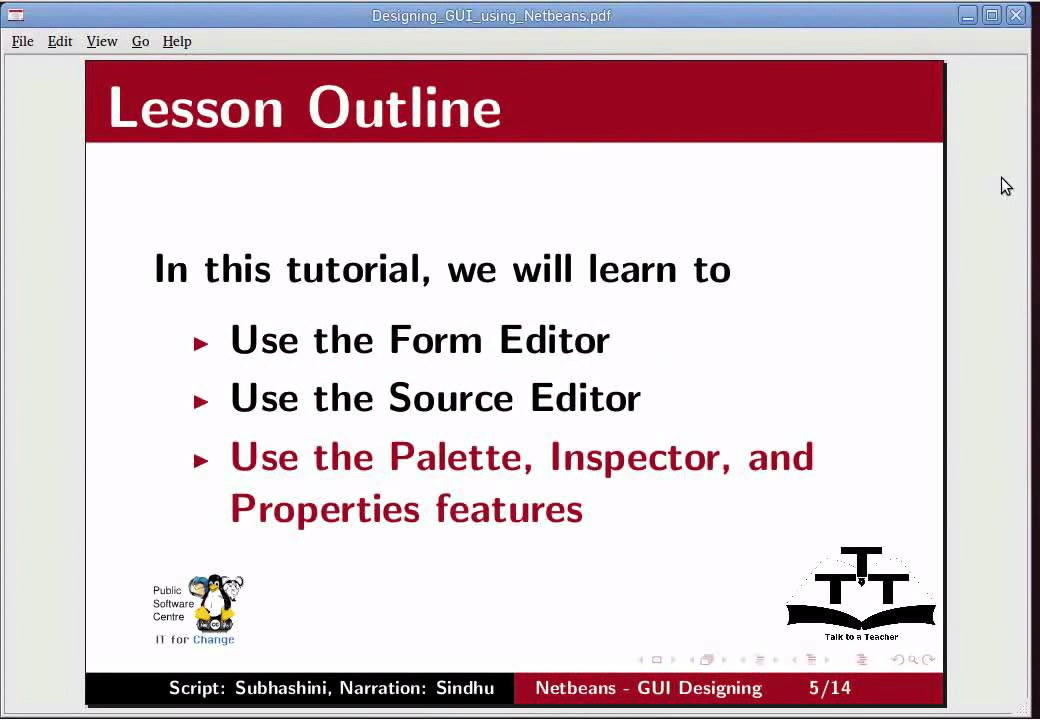 Designing_GUI_using_Netbeans.pdf
File Edit View Go Help
Lesson Outline
In this tutorial, we will learn to
Use the Form Editor
Use the Source Editor
Use the Palette, Inspector, and
Properties features
Public
Software
Centre
IT for Change
T T T
Talk to a Teacher
Script: Subhashini, Narration: Sindhu Netbeans - GUI Designing 5/14